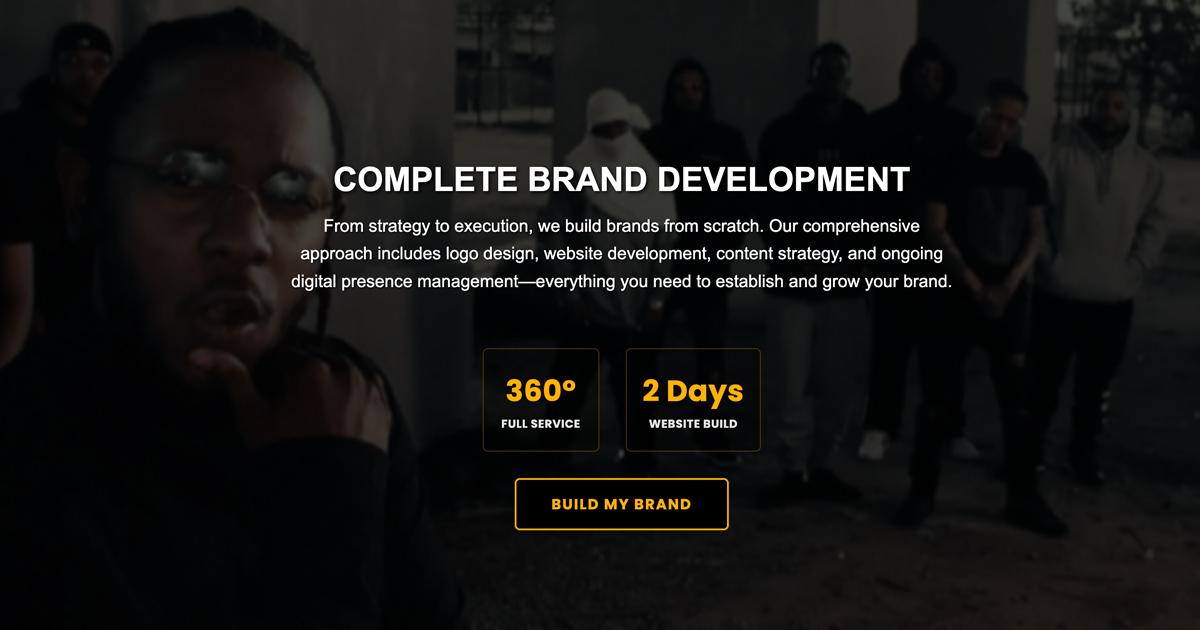 COMPLETE BRAND DEVELOPMENT
From strategy to execution, we build brands from scratch. Our comprehensive
approach includes logo design, website development, content strategy, and ongoing
digital presence management—everything you need to establish and grow your brand.
360°
FULL SERVICE
2 Days
WEBSITE BUILD
BUILD MY BRAND